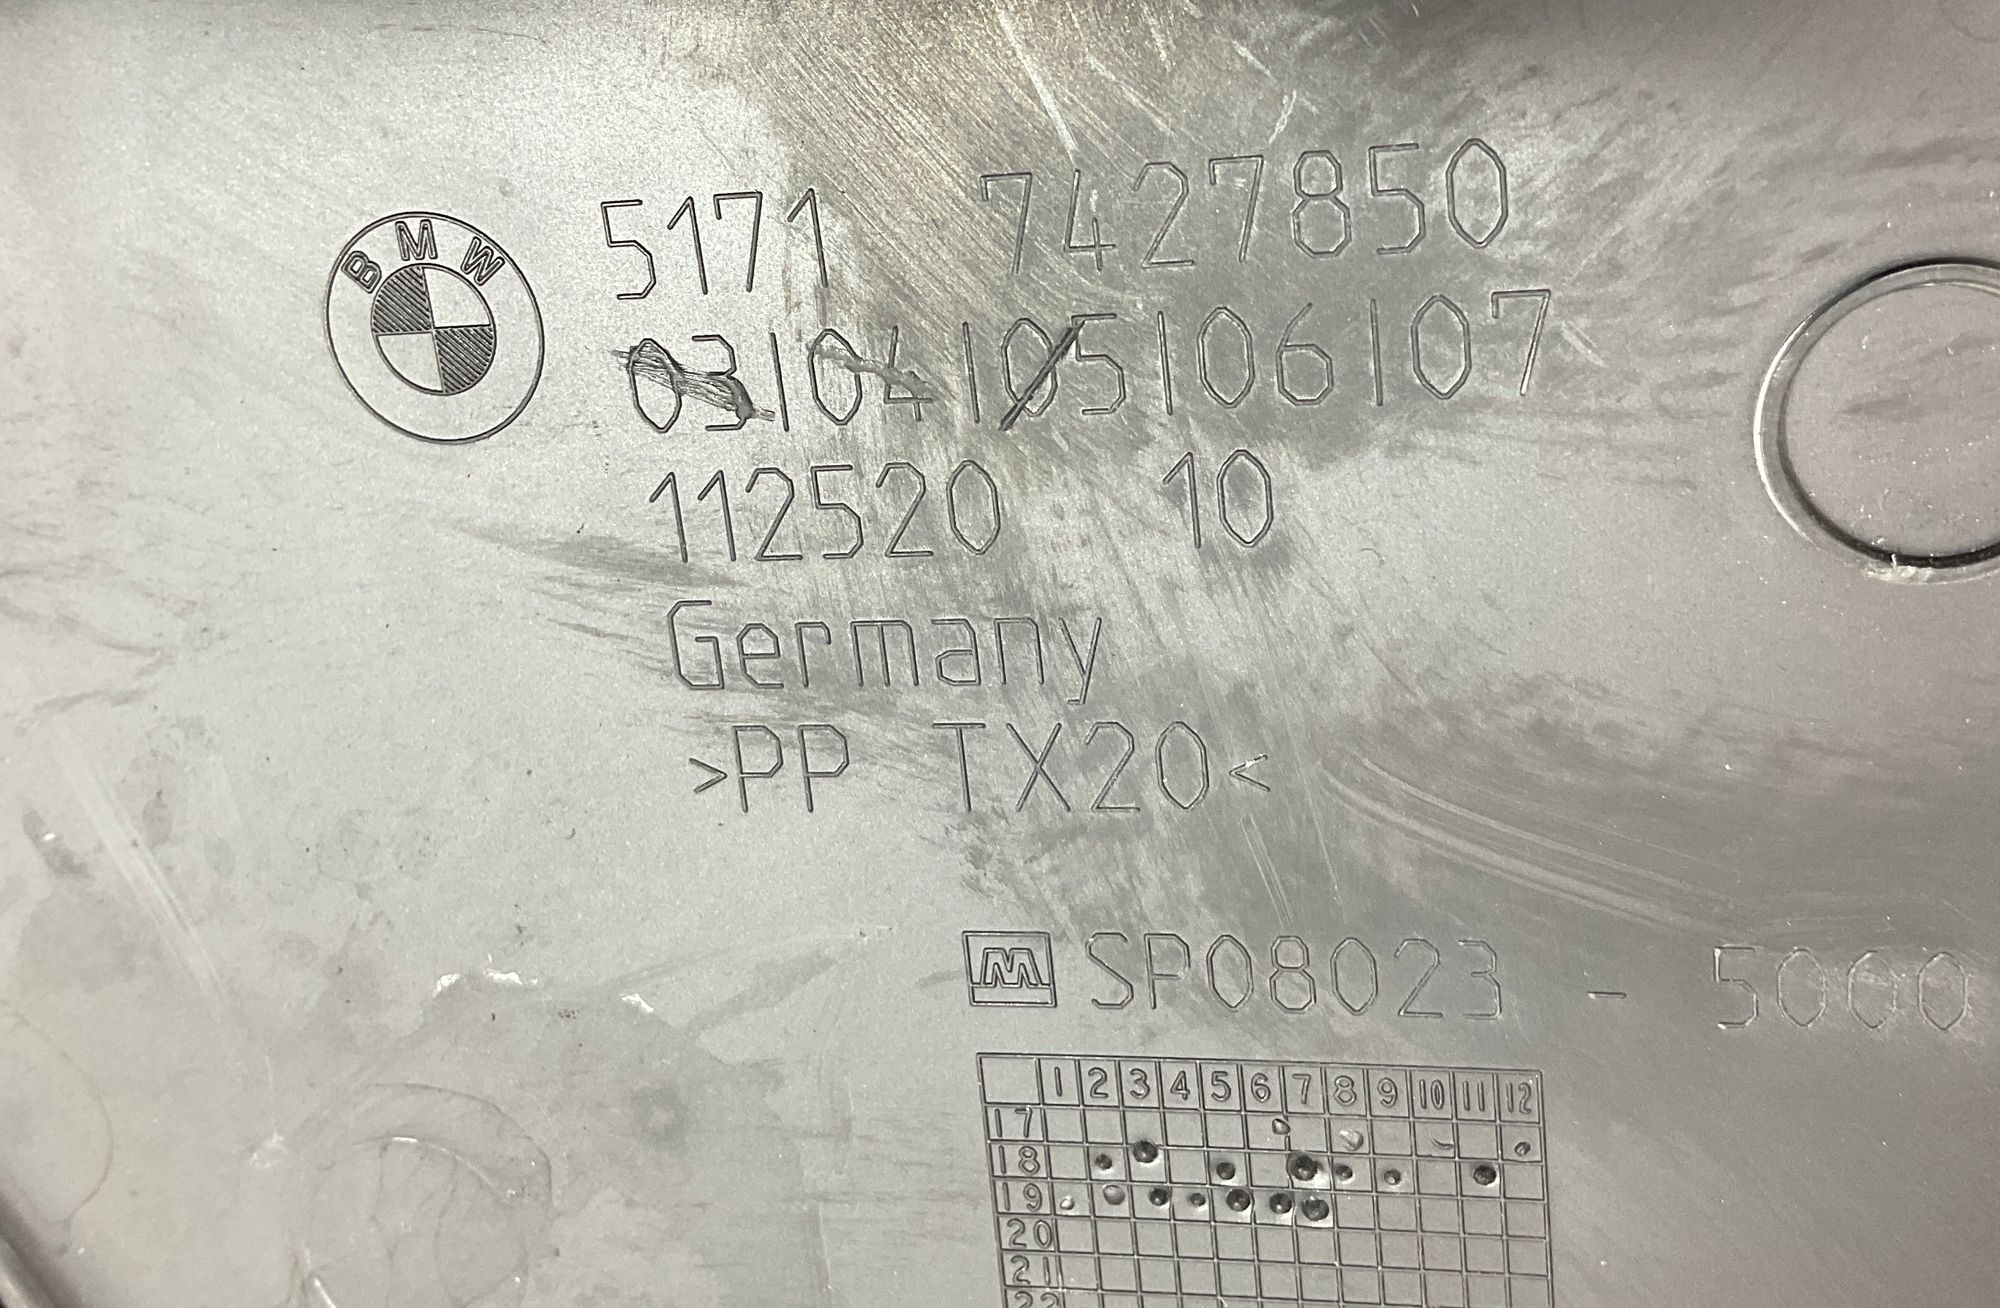 BMW
5171 7427850
03|04|05|06|07
112520 10
Germany
>PP TX20<
M SP08023 - 5000
1 2 3 4 5 6 7 8 9 10 11 12
17
18
19
20
21
22